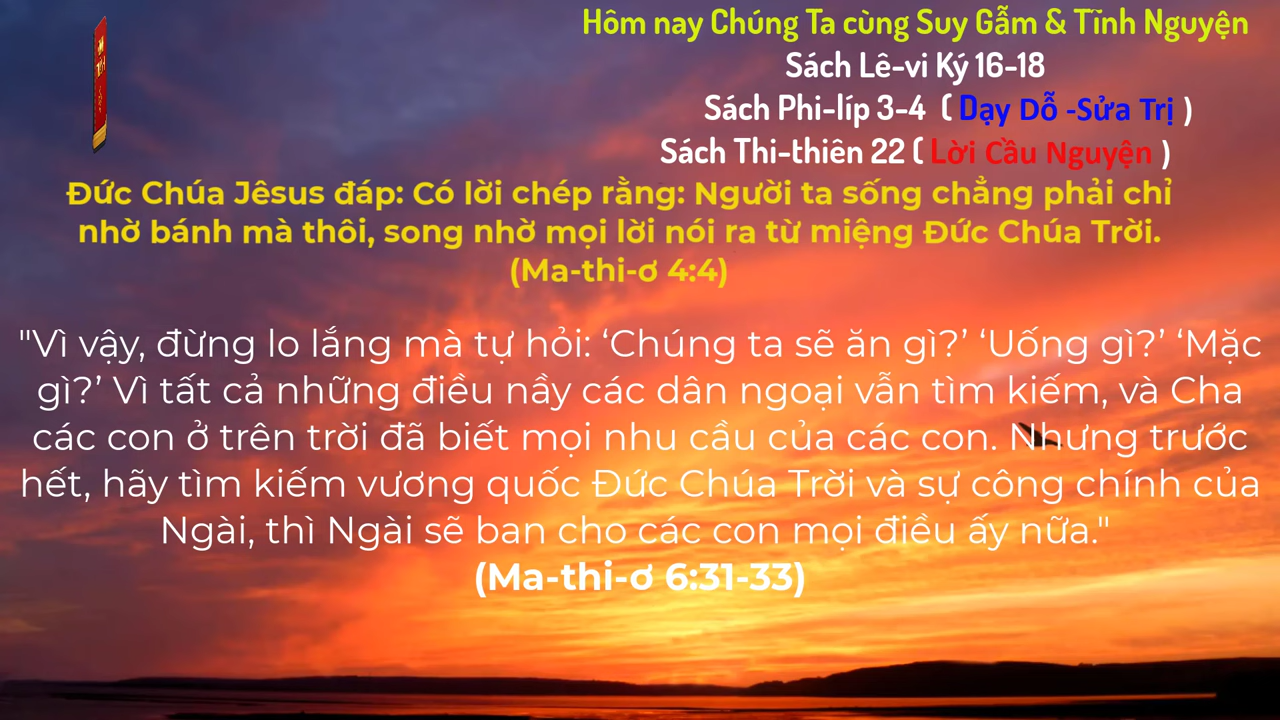 Hôm nay Chúng Ta cùng Suy Gẫm & Tĩnh Nguyện
Sách Lê-vi Ký 16-18
Sách Phi-líp 3-4 ( Dạy Dỗ -Sửa Trị )
Sách Thi-thiên 22 ( Lời Cầu Nguyện )
Đức Chúa Jêsus đáp: Có lời chép rằng: Người ta sống chẳng phải chỉ
nhờ bánh mà thôi, song nhờ mọi lời nói ra từ miệng Đức Chúa Trời.
(Ma-thi-ơ 4:4)
"Vì vậy, đừng lo lắng mà tự hỏi: ‘Chúng ta sẽ ăn gì?’ ‘Uống gì?’ ‘Mặc
gì?’ Vì tất cả những điều nầy các dân ngoại vẫn tìm kiếm, và Cha
các con ở trên trời đã biết mọi nhu cầu của các con. Nhưng trước
hết, hãy tìm kiếm vương quốc Đức Chúa Trời và sự công chính của
Ngài, thì Ngài sẽ ban cho các con mọi điều ấy nữa."
(Ma-thi-ơ 6:31-33)